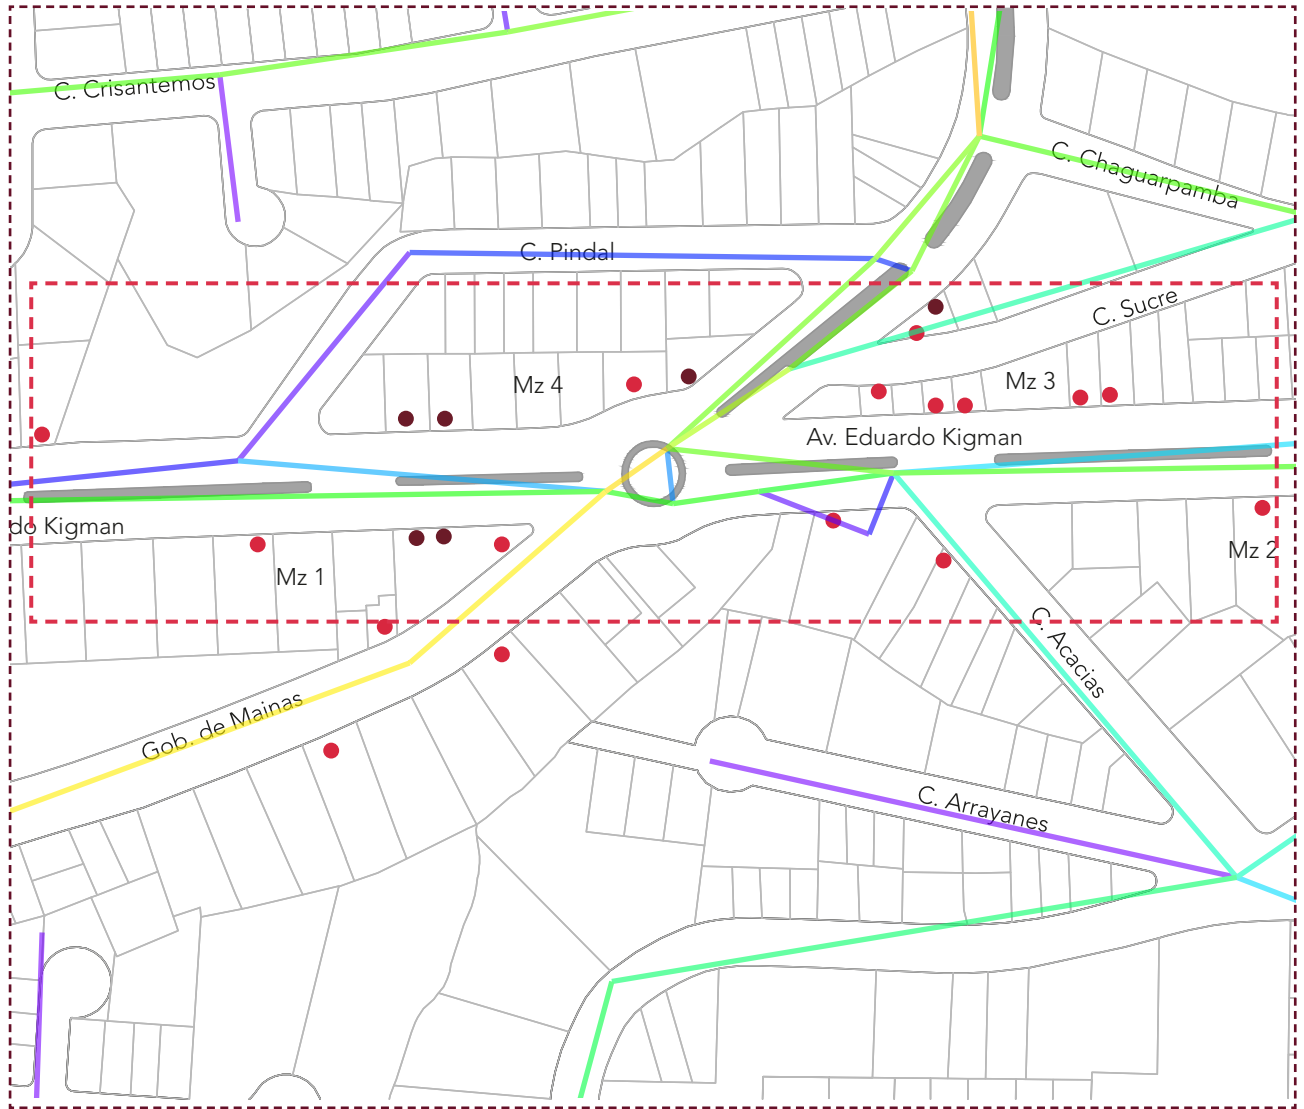 C. Crisantemos
C. Chaguarpamba
C. Pindal
C. Sucre
Mz 4
Mz 3
Av. Eduardo Kigman
do Kigman
Mz 2
Mz 1
C. Acacias
Gob. de Mainas
C. Arrayanes